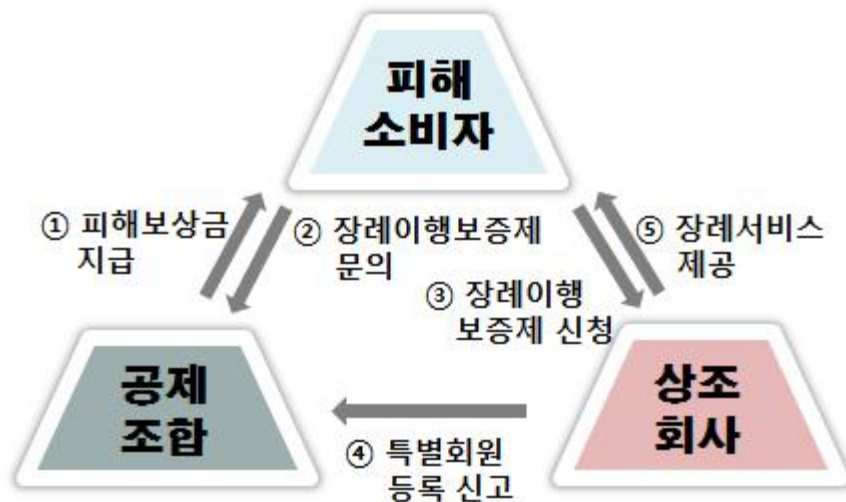 피해
소비자
① 피해보상금
지급
② 장례이행보증제
문의
③ 장례이행
보증제 신청
⑤ 장례서비스
제공
공제
조합
상조
회사
④ 특별회원
등록 신고